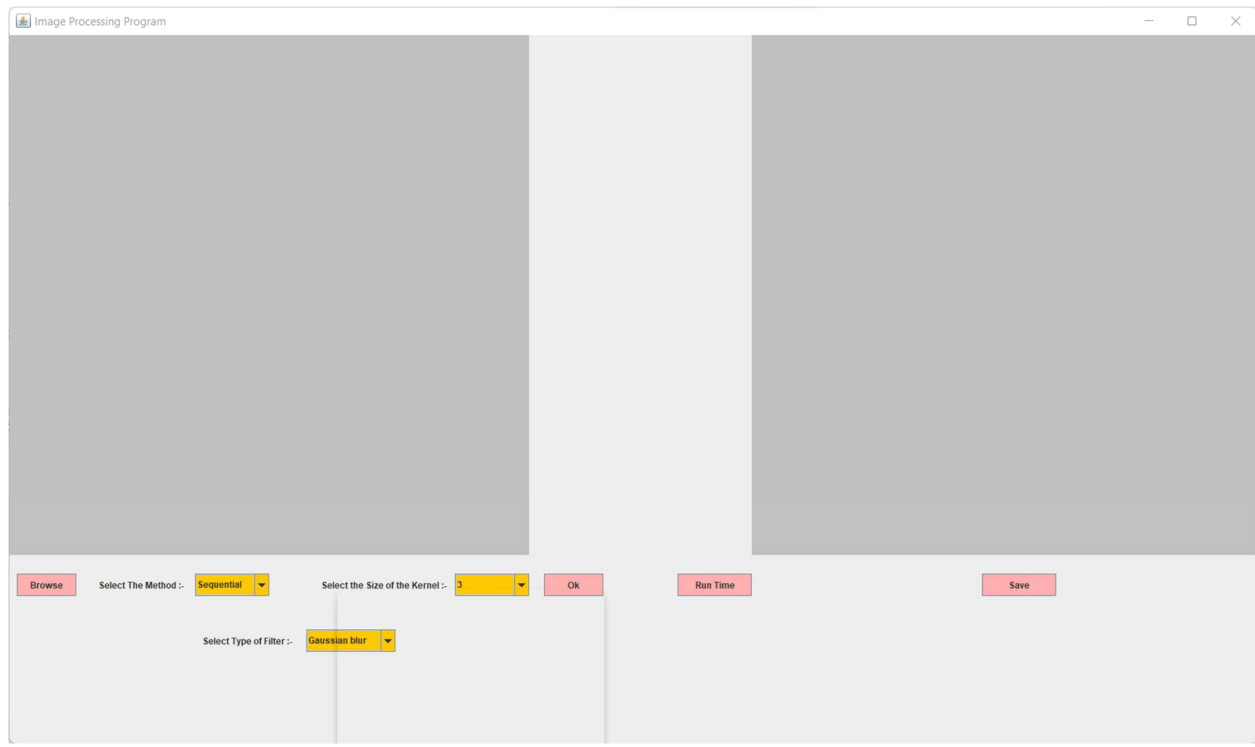 Image Processing Program
Browse Select The Method :- Sequential Select the Size of the Kernel :- 3 Ok Run Time Save
Select Type of Filter :- Gaussian blur